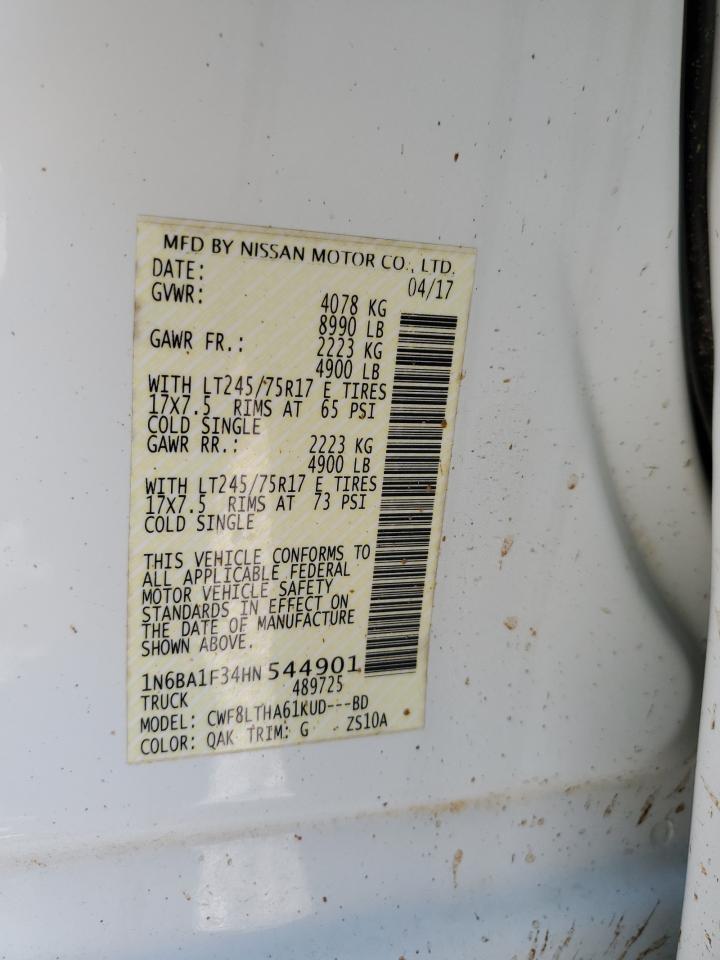 MFD BY NISSAN MOTOR CO., LTD.
DATE: 04/17
GVWR: 4078 KG
8990 LB
GAWR FR.: 2223 KG
4900 LB
WITH LT245/75R17 E TIRES
17X7.5 RIMS AT 65 PSI
COLD SINGLE
GAWR RR.: 2223 KG
4900 LB
WITH LT245/75R17 E TIRES
17X7.5 RIMS AT 73 PSI
COLD SINGLE
THIS VEHICLE CONFORMS TO
ALL APPLICABLE FEDERAL
MOTOR VEHICLE SAFETY
STANDARDS IN EFFECT ON
THE DATE OF MANUFACTURE
SHOWN ABOVE.
1N6BA1F34HN544901
TRUCK 489725
MODEL: CWF8LTHA61KUD---BD
COLOR: QAK TRIM: G ZS10A